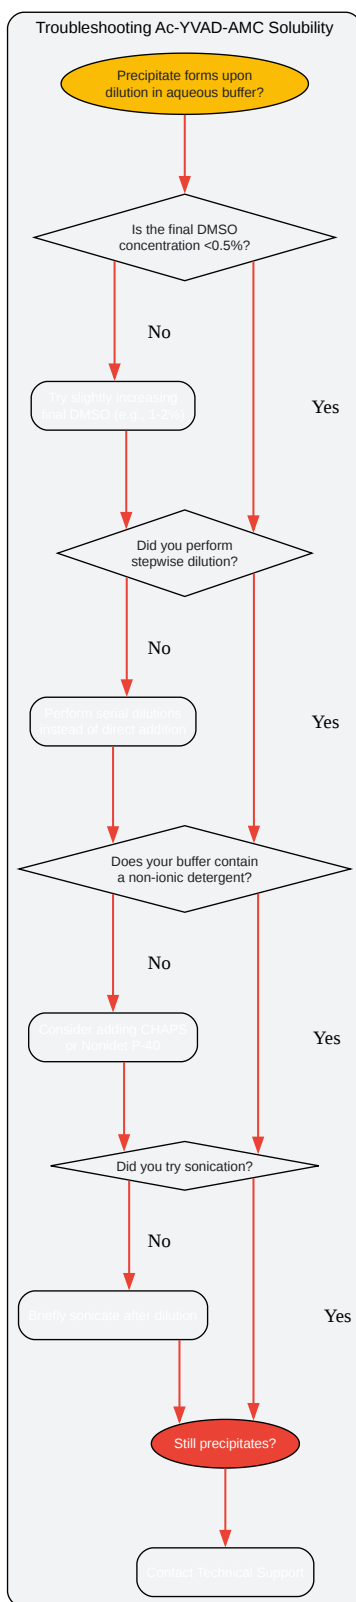 Troubleshooting Ac-YVAD-AMC Solubility
Precipitate forms upon
dilution in aqueous buffer?
Is the final DMSO
concentration <0.5%?
No
Try slightly increasing
final DMSO (e.g., 1-2%)
Yes
Did you perform
stepwise dilution?
No
Perform serial dilutions
instead of direct addition
Yes
Does your buffer contain
a non-ionic detergent?
No
Consider adding CHAPS
or Nonidet P-40
Yes
Did you try sonication?
No
Briefly sonicate after dilution
Yes
Still precipitates?
Contact Technical Support